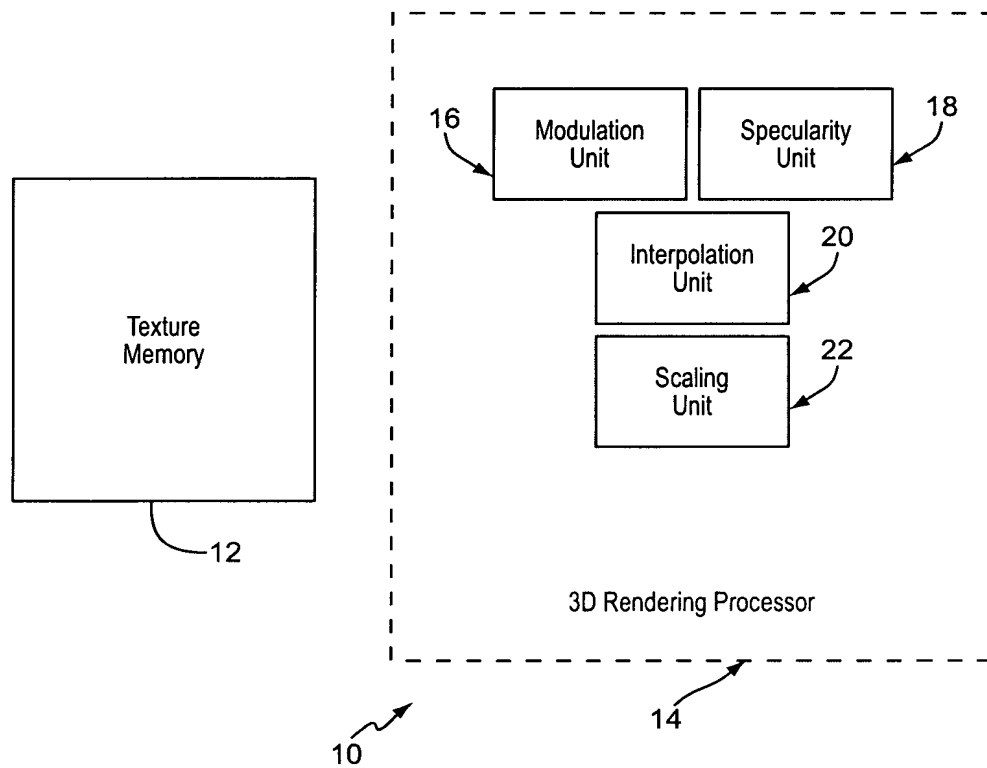 16
Modulation
Unit
Specularity
Unit
18
Interpolation
Unit
20
Texture
Memory
Scaling
Unit
22
12
3D Rendering Processor
14
10